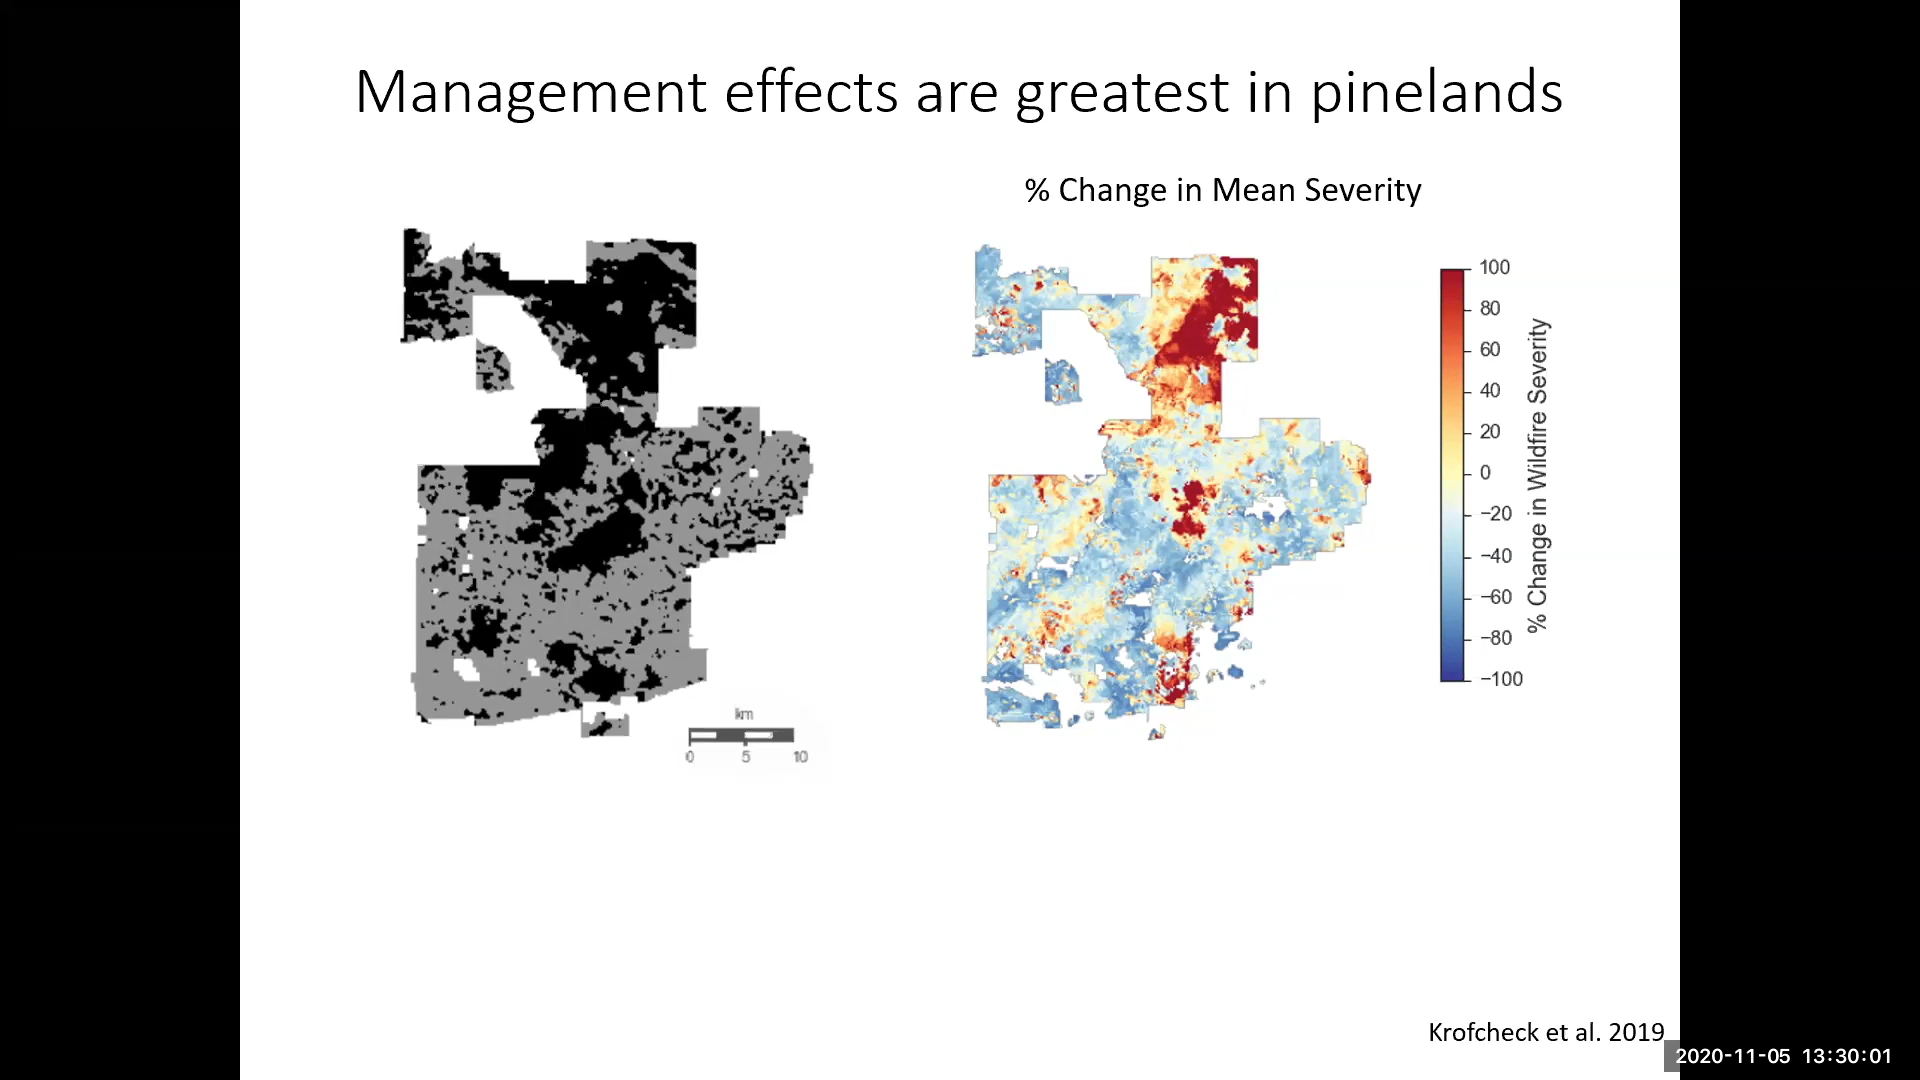 Management effects are greatest in pinelands
% Change in Mean Severity
km
0 5 10
100
80
60
40
20
0
−20
−40
−60
−80
−100
% Change in Wildfire Severity
Krofcheck et al. 2019
2020-11-05 13:30:01